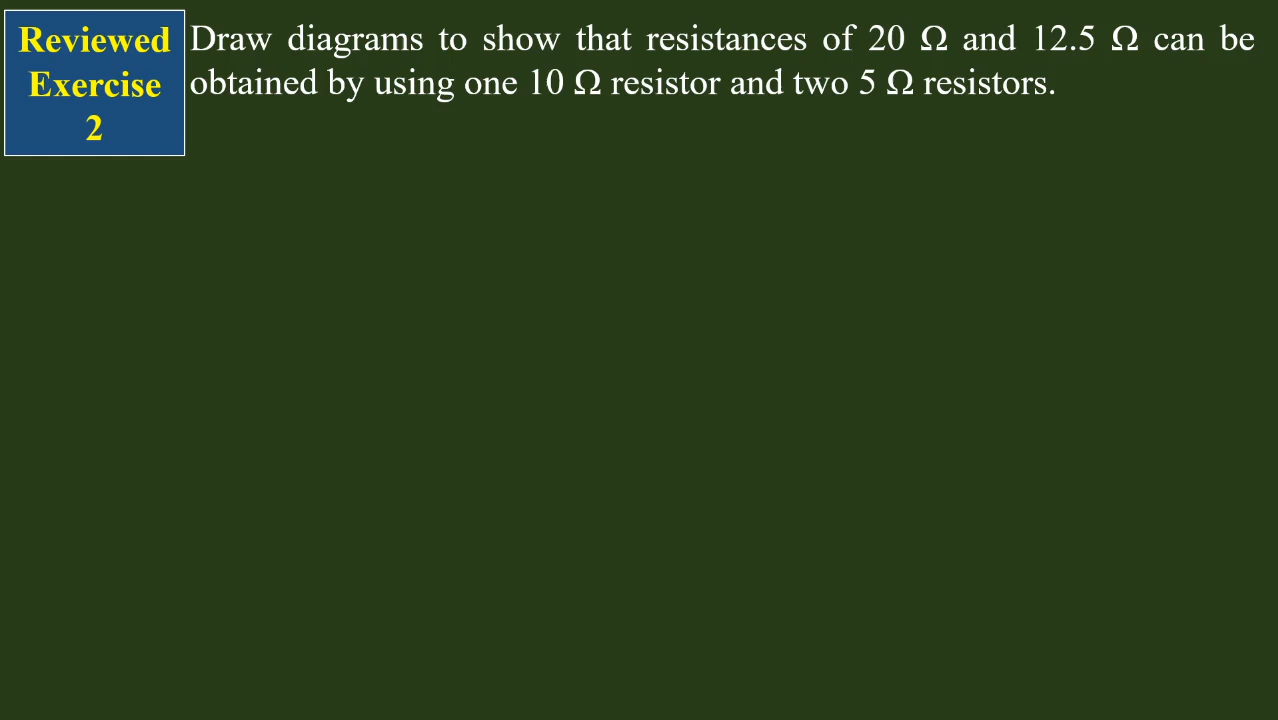 Reviewed
Exercise
2
Draw diagrams to show that resistances of 20 Ω and 12.5 Ω can be
obtained by using one 10 Ω resistor and two 5 Ω resistors.